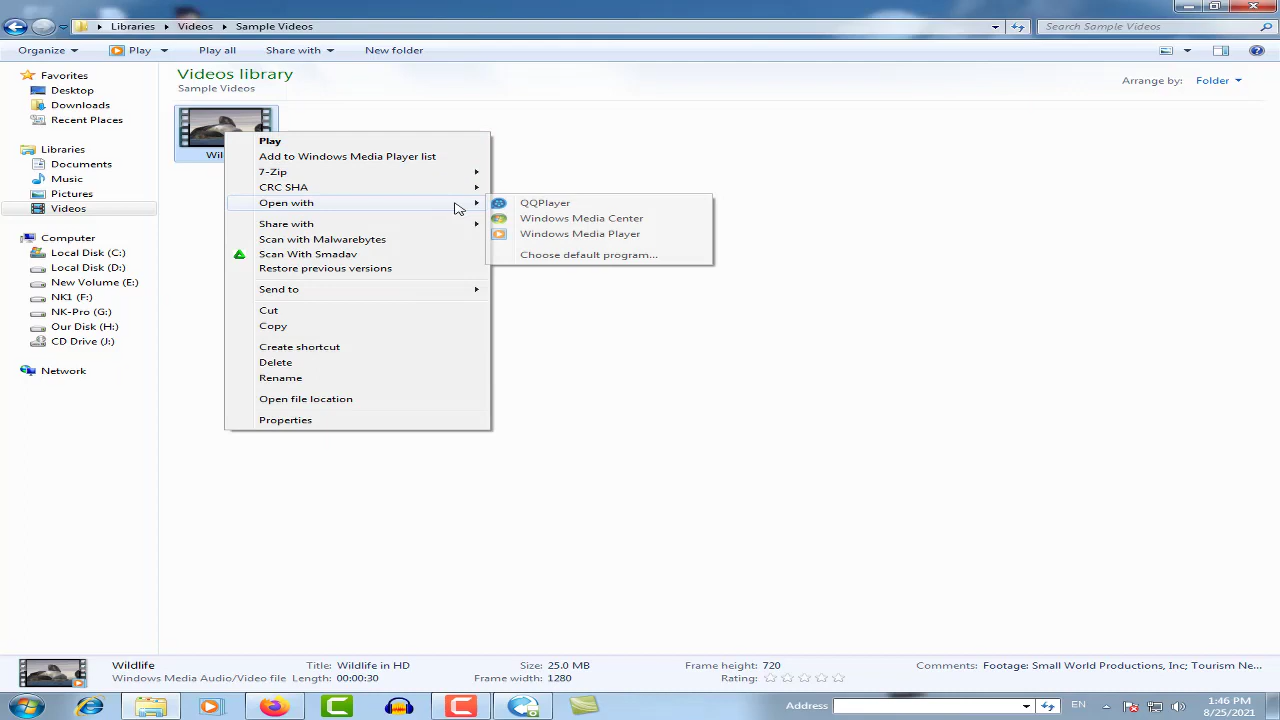 Libraries Videos Sample Videos
Search Sample Videos
Organize Play Play all Share with New folder
Favorites
Desktop
Downloads
Recent Places
Libraries
Documents
Music
Pictures
Videos
Computer
Local Disk (C:)
Local Disk (D:)
New Volume (E:)
NK1 (F:)
NK-Pro (G:)
Our Disk (H:)
CD Drive (J:)
Network
Videos library
Sample Videos
Arrange by: Folder
Play
Add to Windows Media Player list
7-Zip
CRC SHA
Open with
Share with
Scan with Malwarebytes
Scan With Smadav
Restore previous versions
Send to
Cut
Copy
Create shortcut
Delete
Rename
Open file location
Properties
QQPlayer
Windows Media Center
Windows Media Player
Choose default program...
Wildlife Title: Wildlife in HD Size: 25.0 MB Frame height: 720 Comments: Footage: Small World Productions, Inc; Tourism Ne...
Windows Media Audio/Video file Length: 00:00:30 Frame width: 1280 Rating:
Address
EN
1:46 PM
8/25/2021